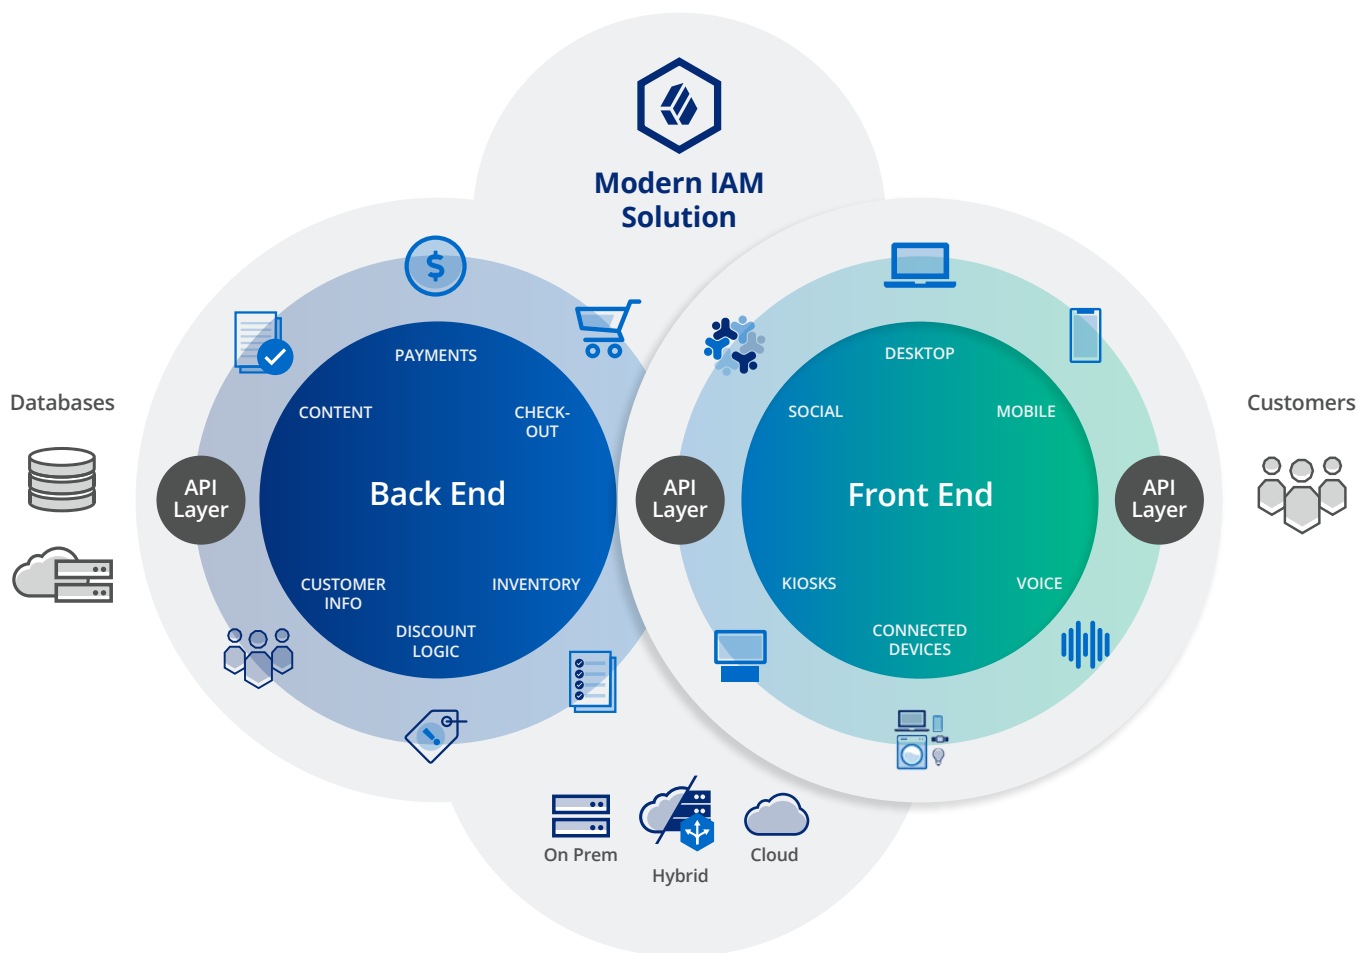 Modern IAM
Solution
Databases
API
Layer
PAYMENTS
CONTENT
CHECK-
OUT
Back End
CUSTOMER
INFO
INVENTORY
DISCOUNT
LOGIC
API
Layer
DESKTOP
SOCIAL
MOBILE
Front End
KIOSKS
VOICE
CONNECTED
DEVICES
API
Layer
Customers
On Prem
Hybrid
Cloud